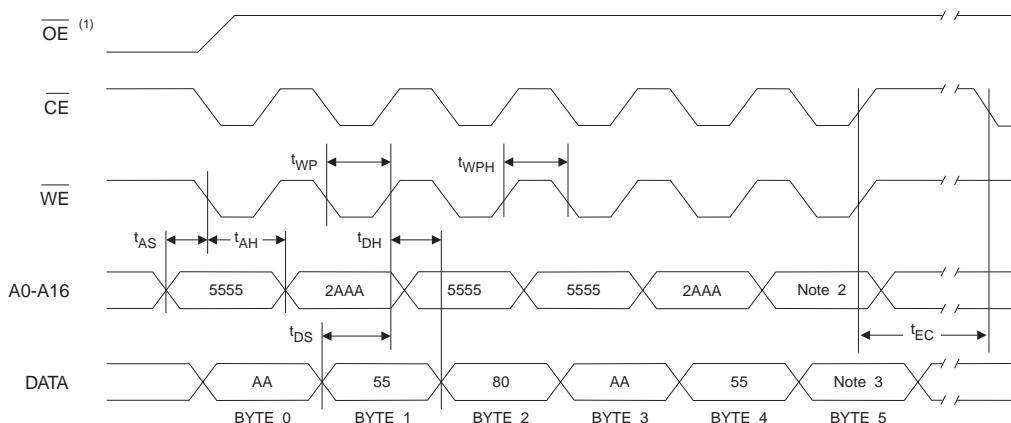 OE (1)
CE
tWP
tWPH
WE
tAS
tAH
tDH
A0-A16
5555
2AAA
5555
5555
2AAA
Note 2
tDS
tEC
DATA
AA
55
80
AA
55
Note 3
BYTE 0
BYTE 1
BYTE 2
BYTE 3
BYTE 4
BYTE 5